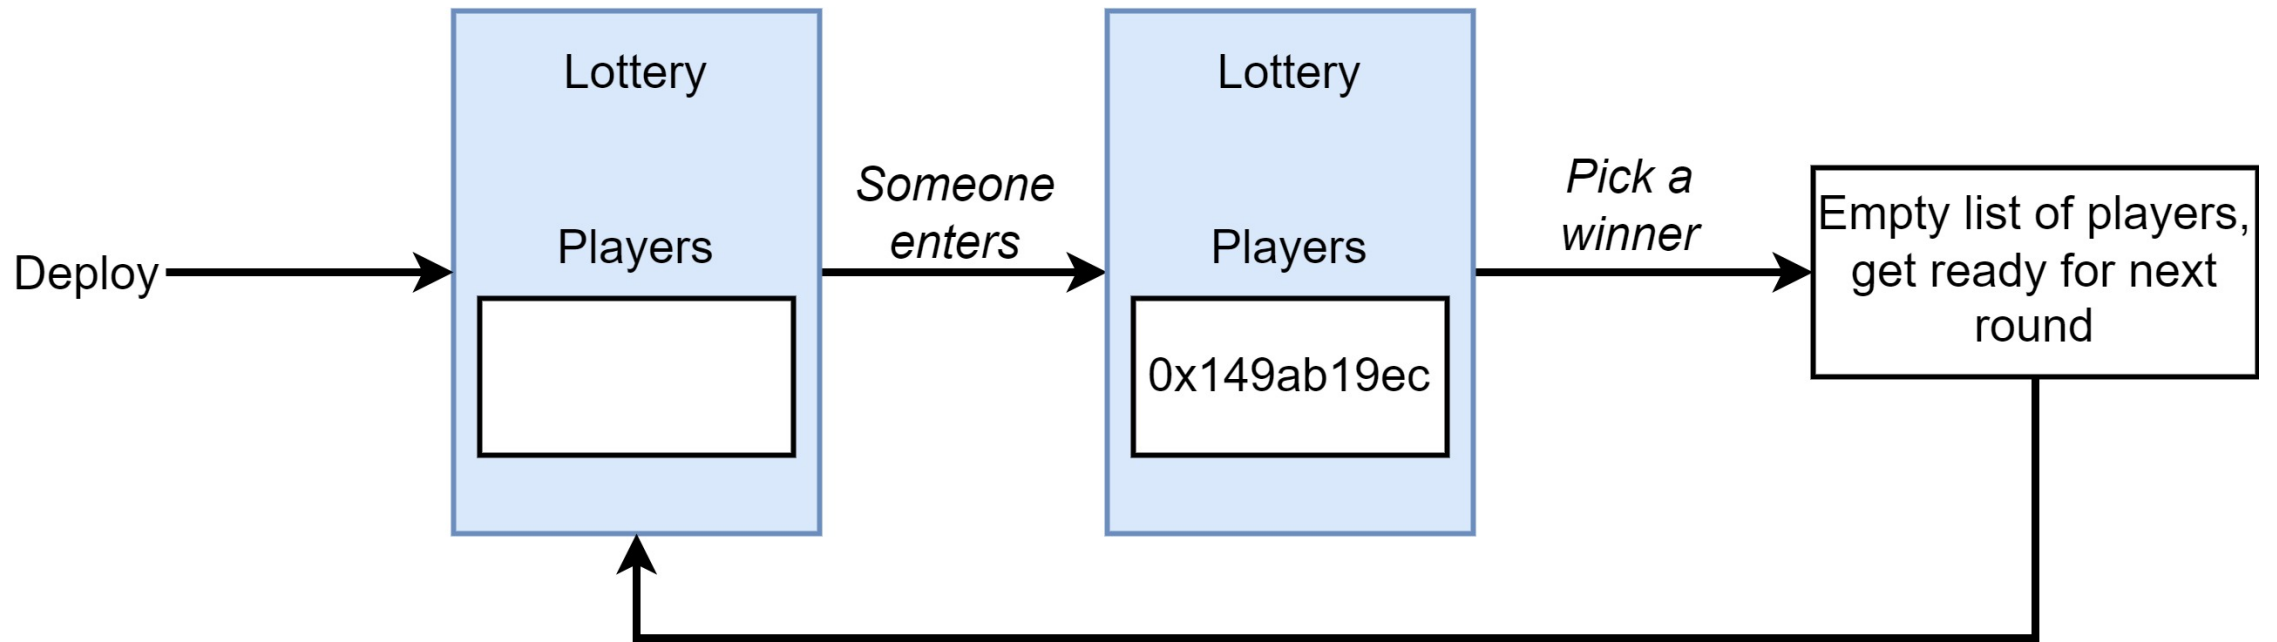 Deploy
Lottery
Players
Someone
enters
Lottery
Players
0x149ab19ec
Pick a
winner
Empty list of players,
get ready for next
round